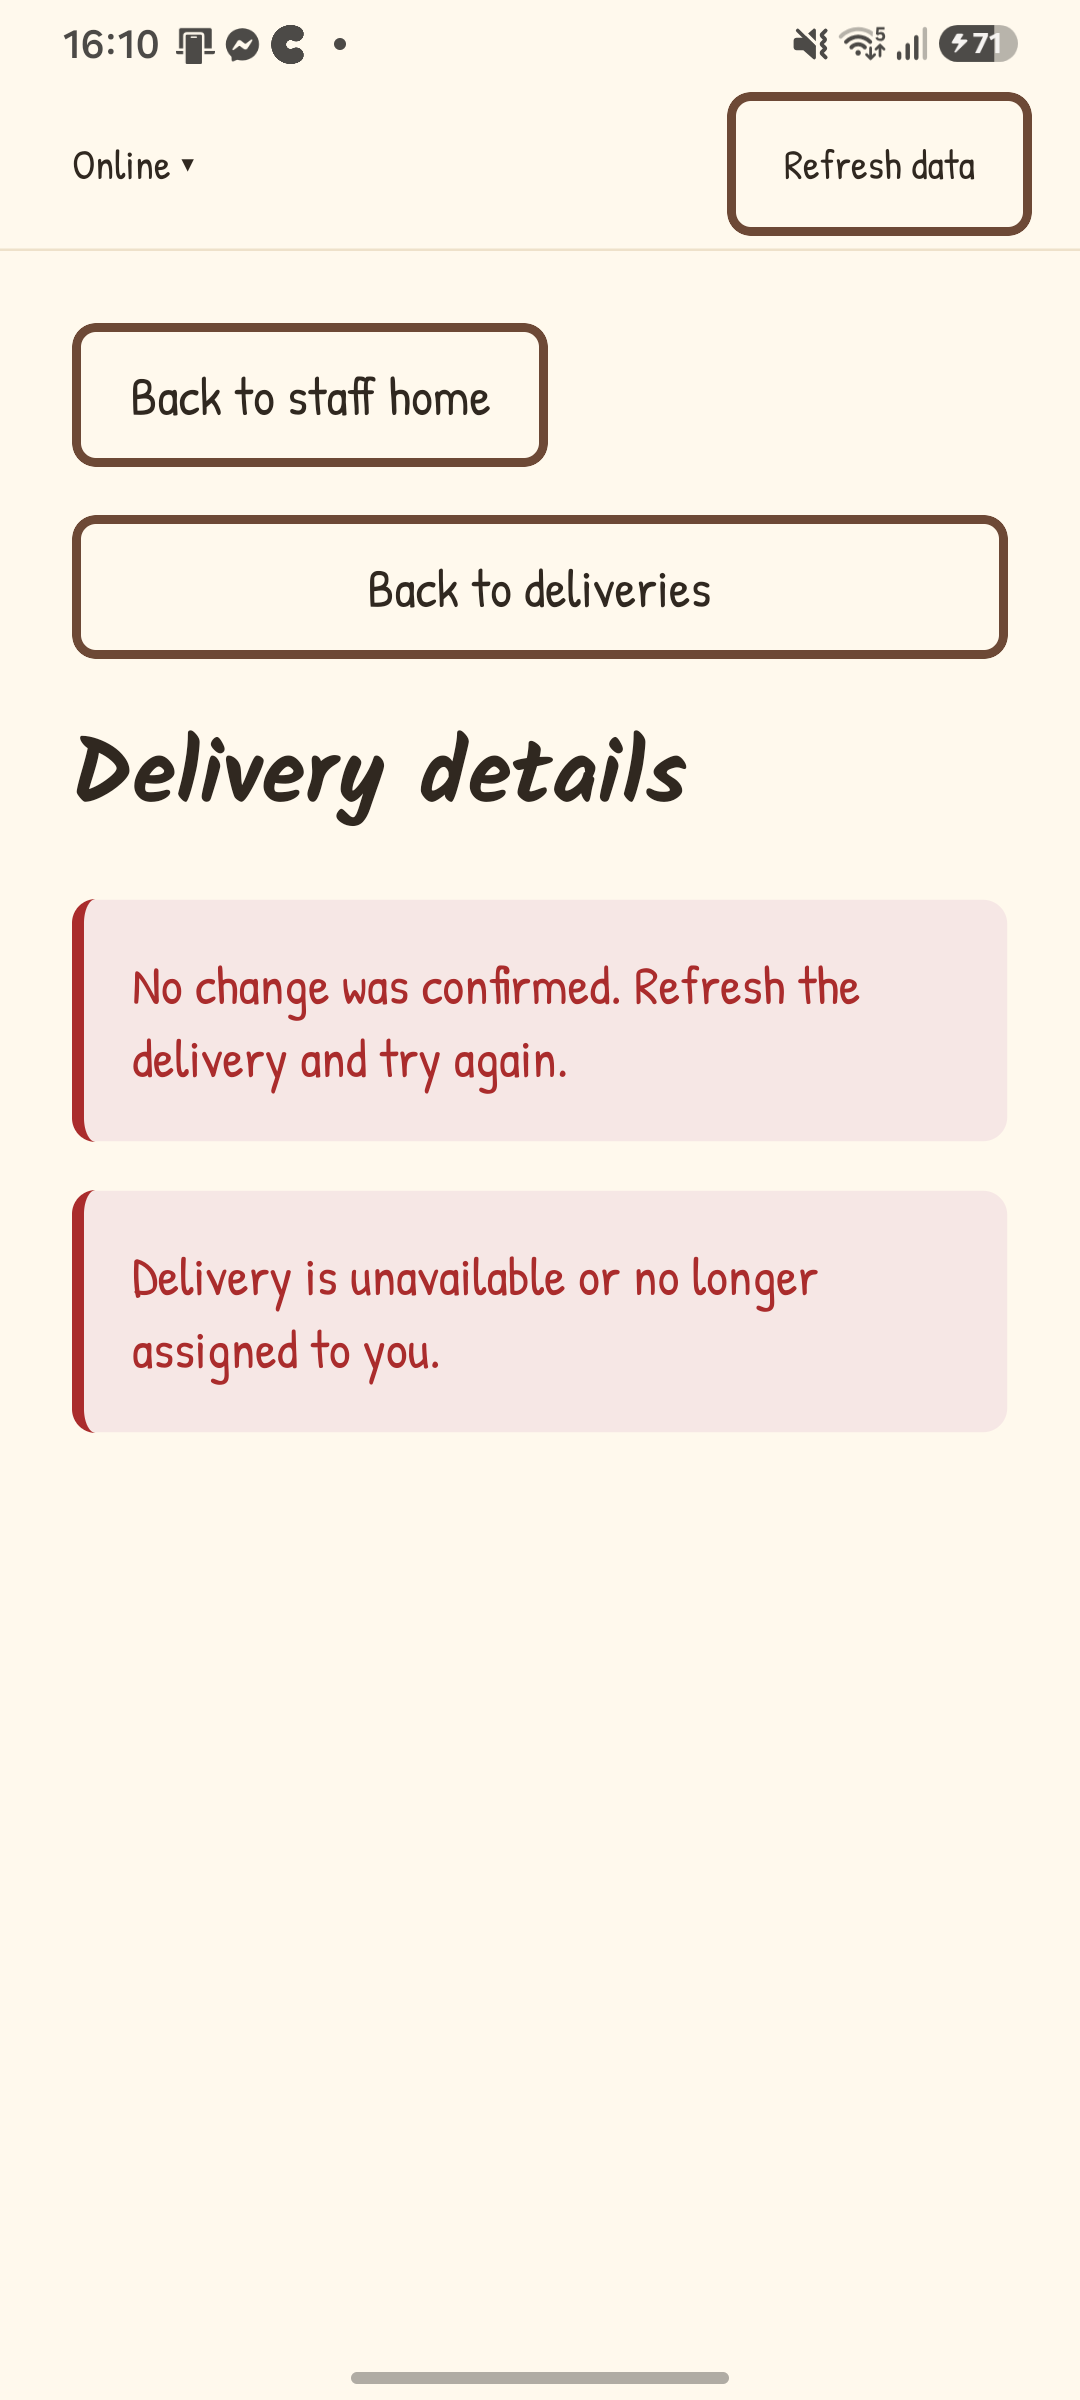 16:10
5
71
Online ▾
Refresh data
Back to staff home
Back to deliveries
Delivery details
No change was confirmed. Refresh the
delivery and try again.
Delivery is unavailable or no longer
assigned to you.